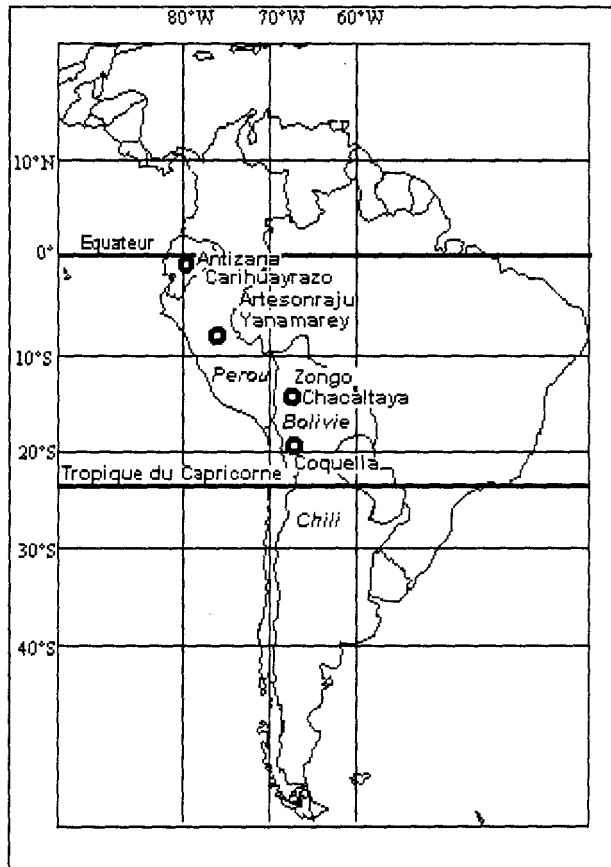 80°W 70°W 60°W
10°N
0°
Equateur
Antizana
Carihuayrazo
Artesonraju
Yanamarey
10°S
Perou
Zongo
Chacaltaya
Bolivie
20°S
Coquella
Tropique du Capricorne
Chili
30°S
40°S